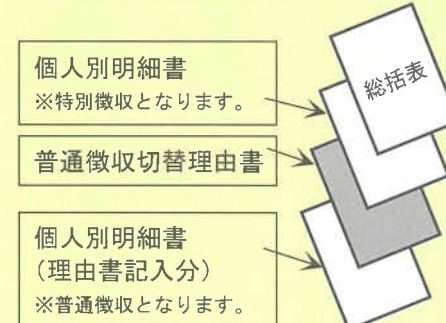 総括表
個人別明細書
※特別徴収となります。
普通徴収切替理由書
個人別明細書
（理由書記入分）
※普通徴収となります。